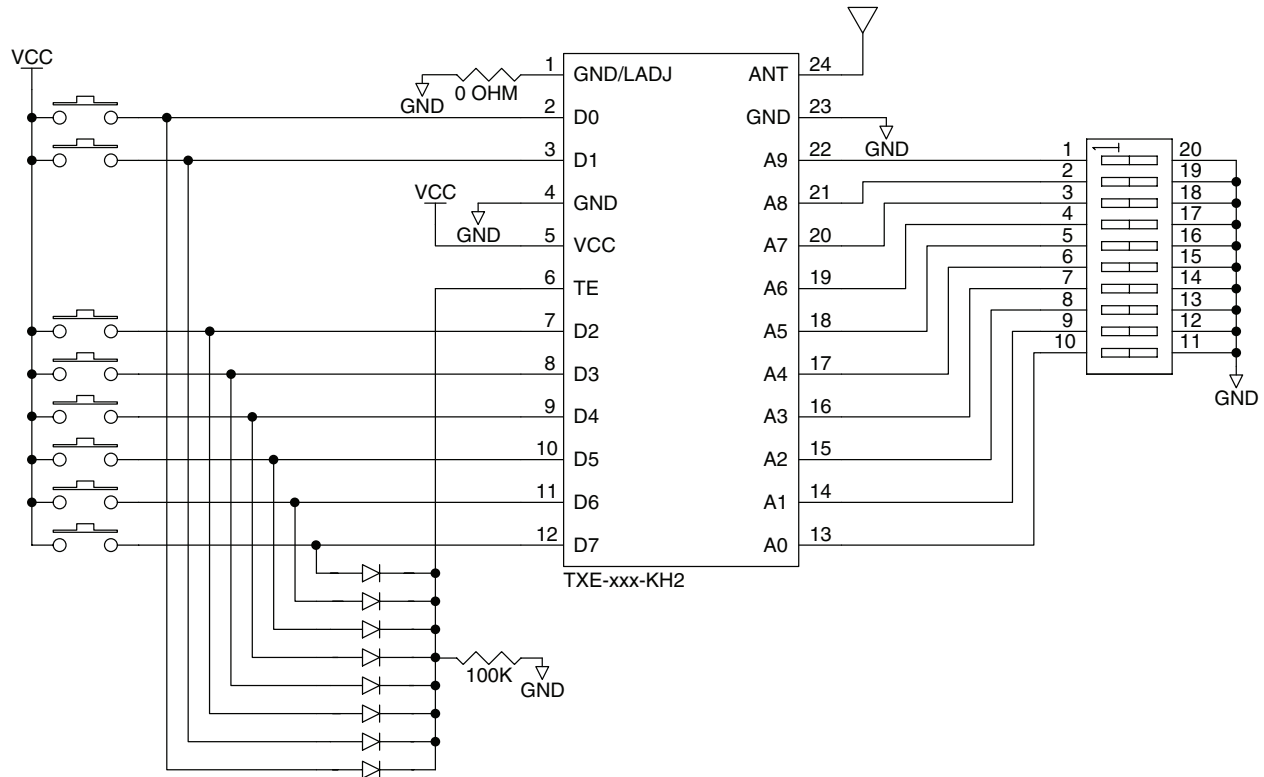 VCC
GND
0 OHM
1 GND/LADJ
2 D0
3 D1
VCC
GND
4 GND
5 VCC
6 TE
7 D2
8 D3
9 D4
10 D5
11 D6
12 D7
ANT 24
GND 23
GND
A9 22
A8 21
A7 20
A6 19
A5 18
A4 17
A3 16
A2 15
A1 14
A0 13
TXE-xxx-KH2
1 20
2 19
3 18
4 17
5 16
6 15
7 14
8 13
9 12
10 11
GND
100K
GND